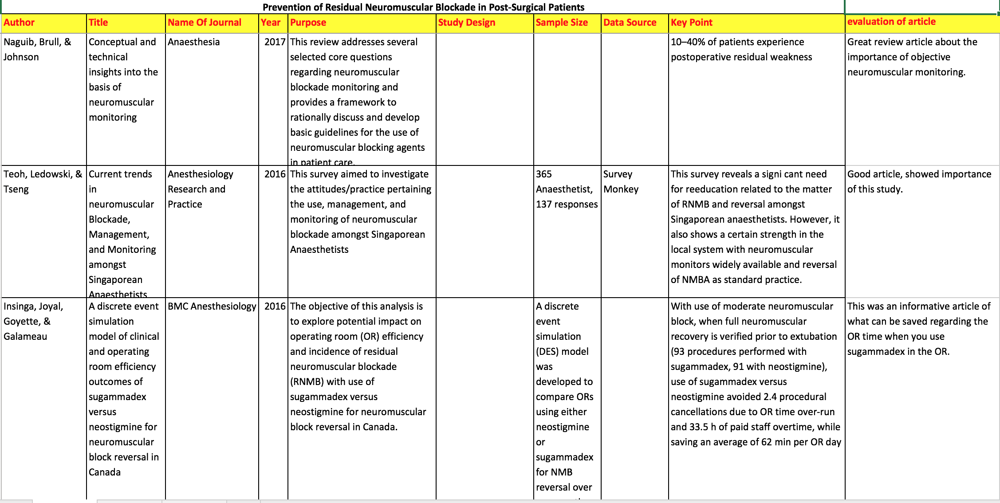 Prevention of Residual Neuromuscular Blockade in Post-Surgical Patients
Author
Title
Name Of Journal
Year
Purpose
Study Design
Sample Size
Data Source
Key Point
evaluation of article
Naguib, Brull, &
Johnson
Conceptual and
technical
insights into the
basis of
neuromuscular
monitoring
Anaesthesia
2017
This review addresses several
selected core questions
regarding neuromuscular
blockade monitoring and
provides a framework to
rationally discuss and develop
basic guidelines for the use of
neuromuscular blocking agents
in patient care.
10–40% of patients experience
postoperative residual weakness
Great review article about the
importance of objective
neuromuscular monitoring.
Teoh, Ledowski, &
Tseng
Current trends
in
neuromuscular
Blockade,
Management,
and Monitoring
amongst
Singaporean
Anaesthetists
Anesthesiology
Research and
Practice
2016
This survey aimed to investigate
the attitudes/practice pertaining
the use, management, and
monitoring of neuromuscular
blockade amongst Singaporean
Anaesthetists
365
Anaesthetist,
137 responses
Survey
Monkey
This survey reveals a signi cant need
for reeducation related to the matter
of RNMB and reversal amongst
Singaporean anaesthetists. However, it
also shows a certain strength in the
local system with neuromuscular
monitors widely available and reversal
of NMBA as standard practice.
Good article, showed importance
of this study.
Insinga, Joyal,
Goyette, &
Galameau
A discrete event
simulation
model of clinical
and operating
room efficiency
outcomes of
sugammadex
versus
neostigmine for
neuromuscular
block reversal in
Canada
BMC Anesthesiology
2016
The objective of this analysis is
to explore potential impact on
operating room (OR) efficiency
and incidence of residual
neuromuscular blockade
(RNMB) with use of
sugammadex versus
neostigmine for neuromuscular
block reversal in Canada.
A discrete
event
simulation
(DES) model
was
developed to
compare ORs
using either
neostigmine
or
sugammadex
for NMB
reversal over
With use of moderate neuromuscular
block, when full neuromuscular
recovery is verified prior to extubation
(93 procedures performed with
sugammadex, 91 with neostigmine),
use of sugammadex versus
neostigmine avoided 2.4 procedural
cancellations due to OR time over-run
and 33.5 h of paid staff overtime, while
saving an average of 62 min per OR day
This was an informative article of
what can be saved regarding the
OR time when you use
sugammadex in the OR.